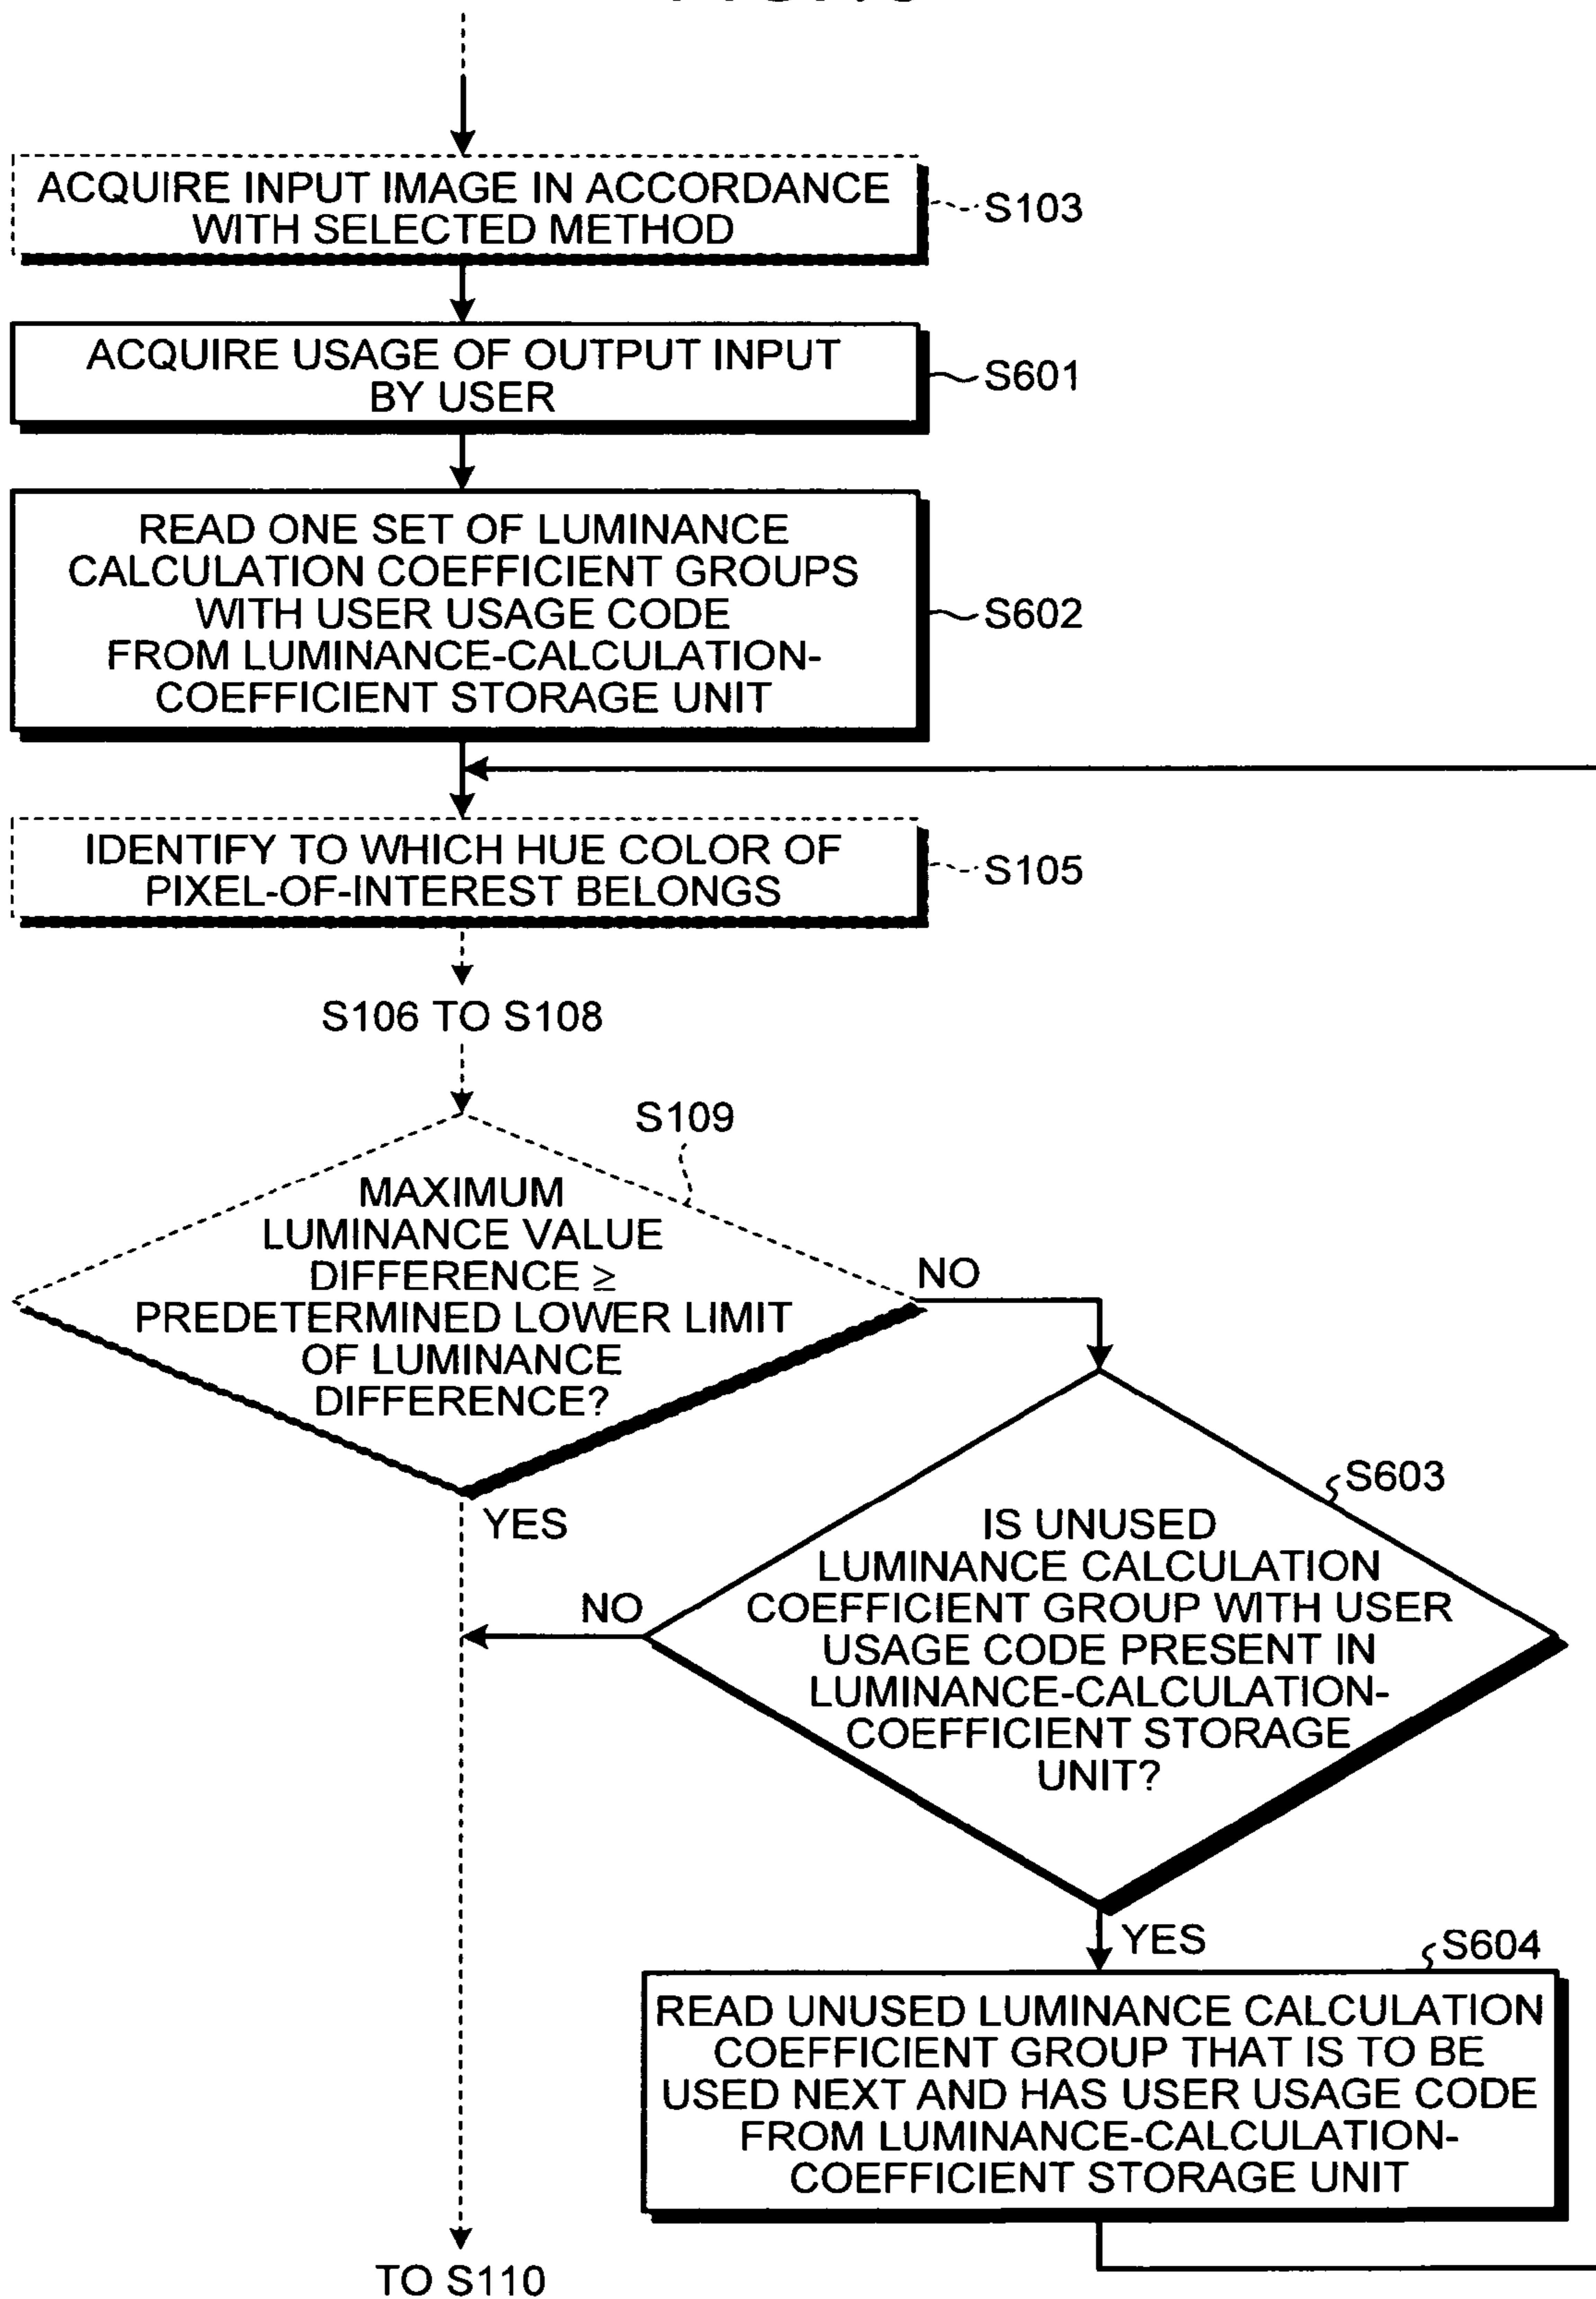 ACQUIRE INPUT IMAGE IN ACCORDANCE
WITH SELECTED METHOD
S103
ACQUIRE USAGE OF OUTPUT INPUT
BY USER
S601
READ ONE SET OF LUMINANCE
CALCULATION COEFFICIENT GROUPS
WITH USER USAGE CODE
FROM LUMINANCE-CALCULATION-
COEFFICIENT STORAGE UNIT
S602
IDENTIFY TO WHICH HUE COLOR OF
PIXEL-OF-INTEREST BELONGS
S105
S106 TO S108
S109
MAXIMUM
LUMINANCE VALUE
DIFFERENCE ≥
PREDETERMINED LOWER LIMIT
OF LUMINANCE
DIFFERENCE?
NO
YES
S603
IS UNUSED
LUMINANCE CALCULATION
COEFFICIENT GROUP WITH USER
USAGE CODE PRESENT IN
LUMINANCE-CALCULATION-
COEFFICIENT STORAGE
UNIT?
NO
YES
S604
READ UNUSED LUMINANCE CALCULATION
COEFFICIENT GROUP THAT IS TO BE
USED NEXT AND HAS USER USAGE CODE
FROM LUMINANCE-CALCULATION-
COEFFICIENT STORAGE UNIT
TO S110